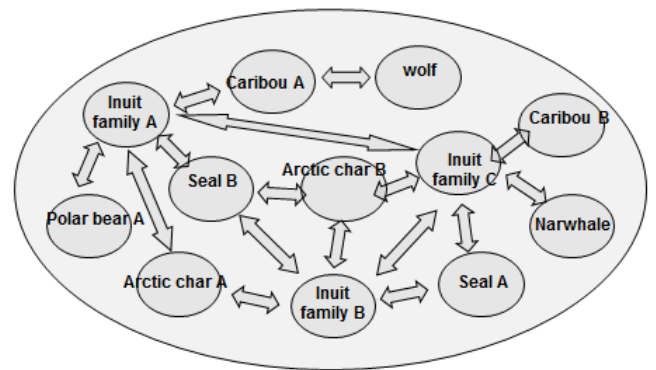 wolf
Caribou A
Inuit
family A
Caribou B
Arctic char B
Inuit
family C
Seal B
Polar bear A
Narwhale
Arctic char A
Inuit
family B
Seal A